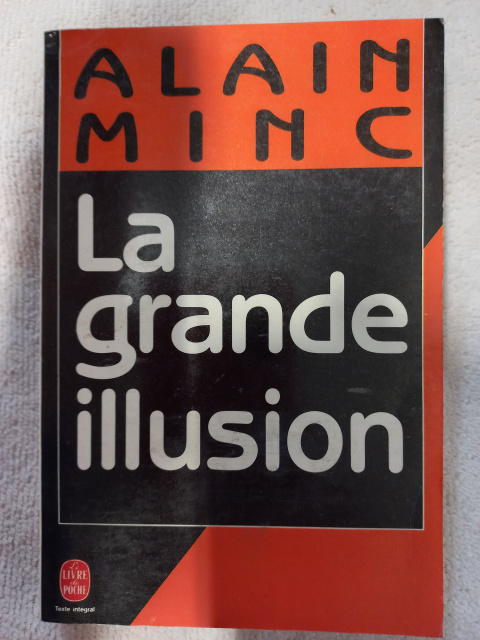 ALAIN
MINC
La
grande
illusion
Le
LIVRE
de
POCHE
Texte intégral